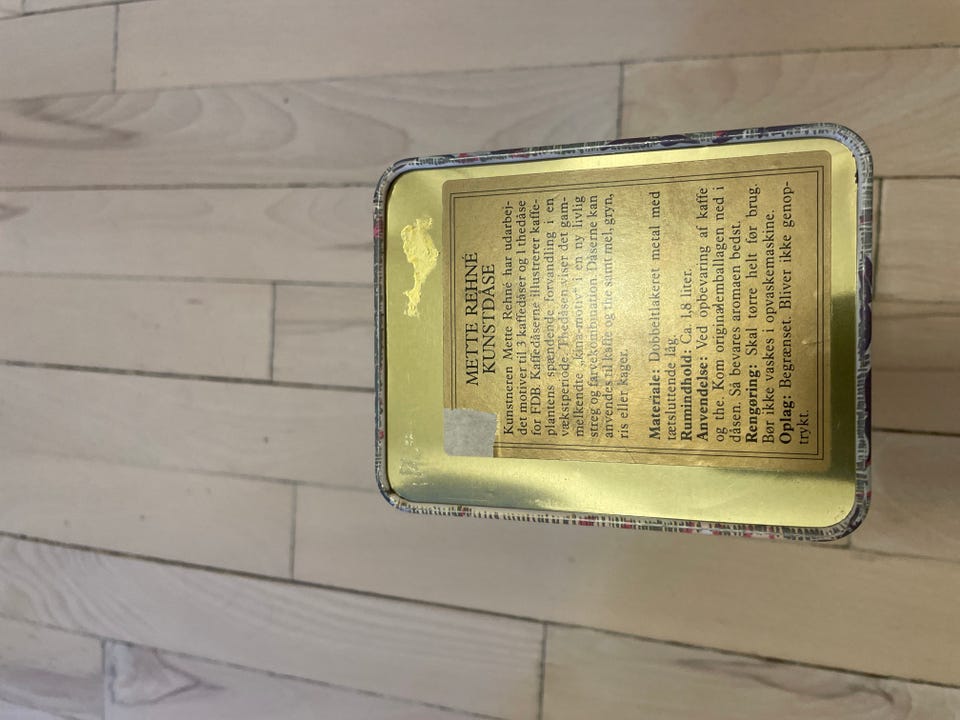 METTE REHNÉ
KUNSTDÅSE
Kunstneren Mette Rehné har udarbej-
det motiver til 3 kaffedåser og 1 thedåse
for FDB. Kaffedåserne illustrerer kaffe-
plantens spændende forvandling i en
vækstperiode. Thedåsen viser det gam-
melkendte „kina-motiv“ i en ny livlig
streg og farvekombination. Dåserne kan
anvendes til kaffe og the samt mel, gryn,
ris eller kager.
Materiale: Dobbeltlakeret metal med
tætsluttende låg.
Rumindhold: Ca. 1,8 liter.
Anvendelse: Ved opbevaring af kaffe
og the. Kom originalemballagen ned i
dåsen. Så bevares aromaen bedst.
Rengøring: Skal tørre helt før brug.
Bør ikke vaskes i opvaskemaskine.
Oplag: Begrænset. Bliver ikke genop-
trykt.